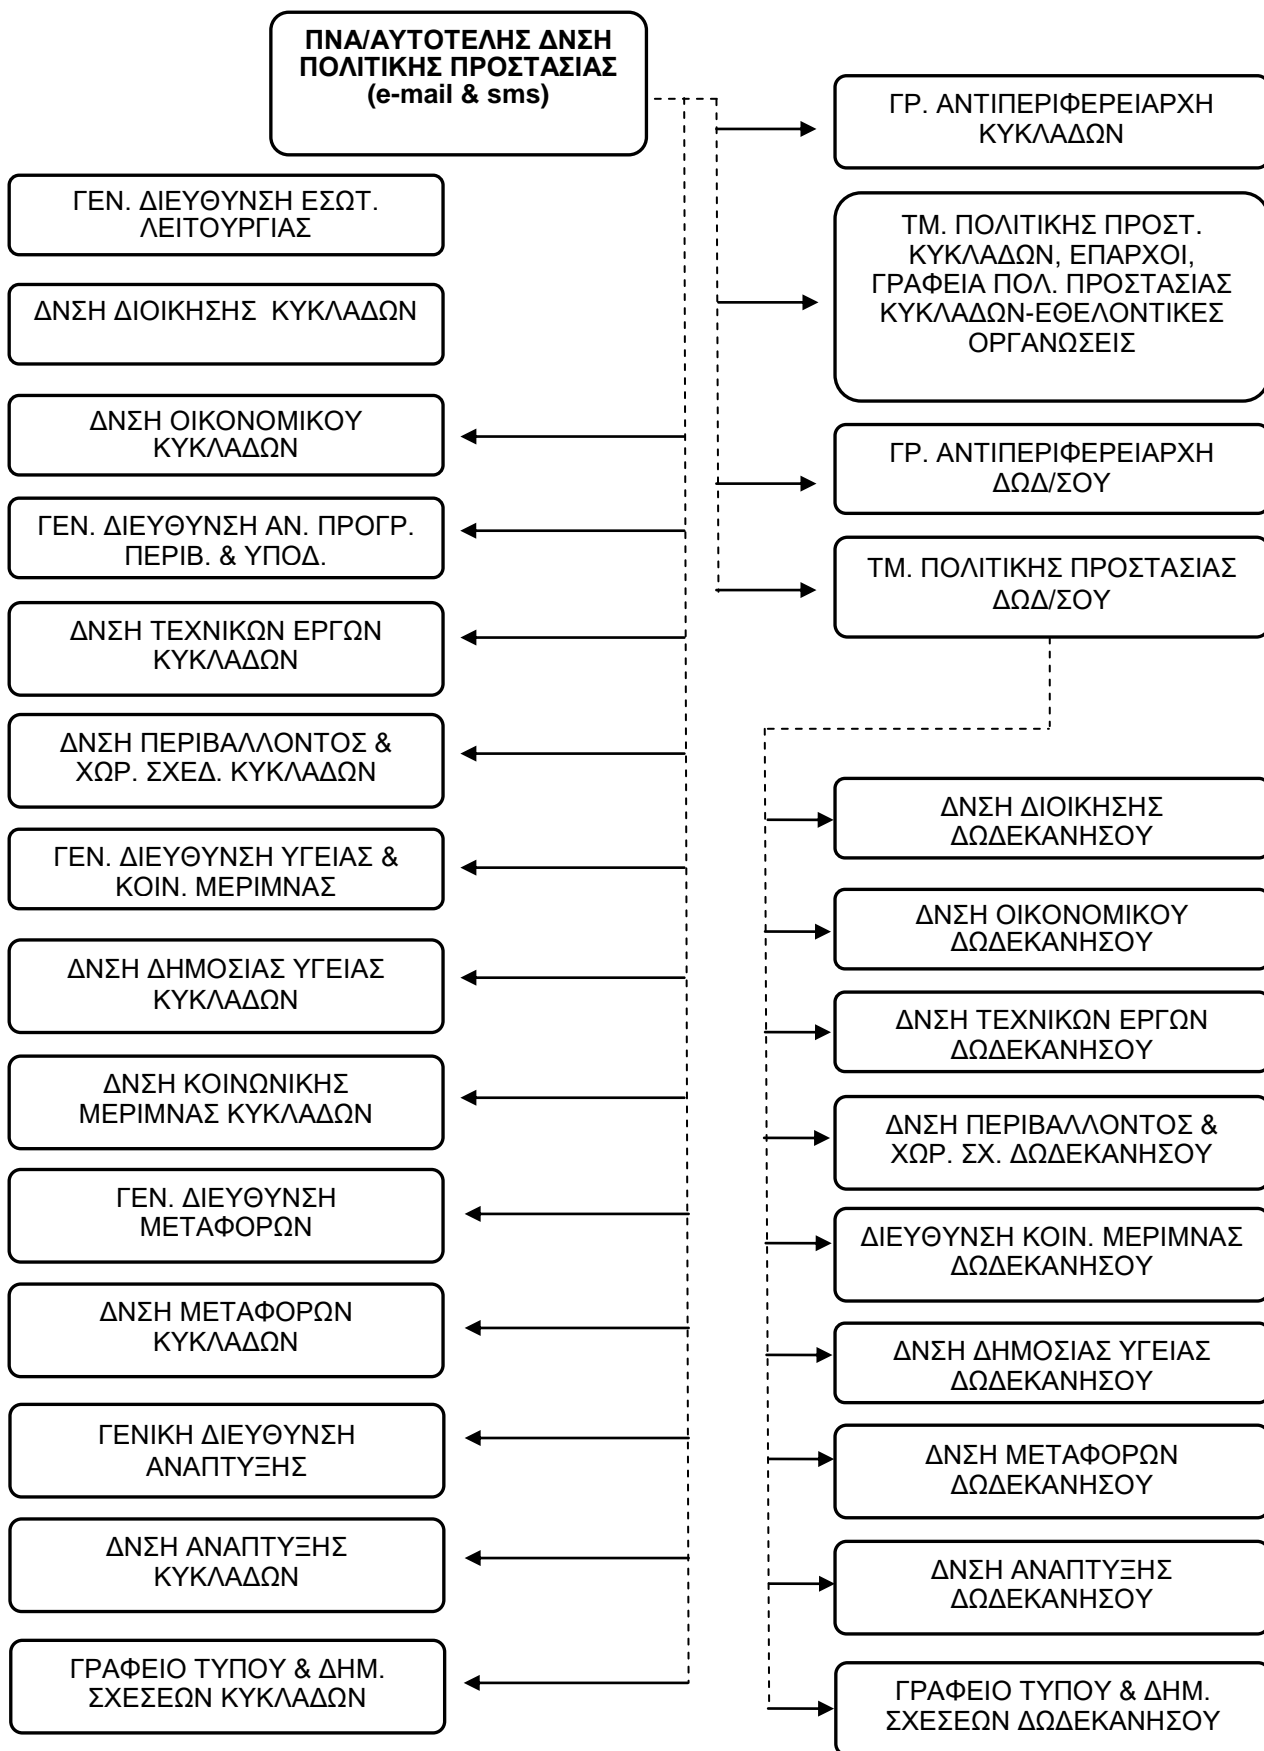 ΠΝΑ/ΑΥΤΟΤΕΛΗΣ ΔΝΣΗ
ΠΟΛΙΤΙΚΗΣ ΠΡΟΣΤΑΣΙΑΣ
(e-mail & sms)
ΓΕΝ. ΔΙΕΥΘΥΝΣΗ ΕΣΩΤ.
ΛΕΙΤΟΥΡΓΙΑΣ
ΔΝΣΗ ΔΙΟΙΚΗΣΗΣ ΚΥΚΛΑΔΩΝ
ΔΝΣΗ ΟΙΚΟΝΟΜΙΚΟΥ
ΚΥΚΛΑΔΩΝ
ΓΕΝ. ΔΙΕΥΘΥΝΣΗ ΑΝ. ΠΡΟΓΡ.
ΠΕΡΙΒ. & ΥΠΟΔ.
ΔΝΣΗ ΤΕΧΝΙΚΩΝ ΕΡΓΩΝ
ΚΥΚΛΑΔΩΝ
ΔΝΣΗ ΠΕΡΙΒΑΛΛΟΝΤΟΣ &
ΧΩΡ. ΣΧΕΔ. ΚΥΚΛΑΔΩΝ
ΓΕΝ. ΔΙΕΥΘΥΝΣΗ ΥΓΕΙΑΣ &
ΚΟΙΝ. ΜΕΡΙΜΝΑΣ
ΔΝΣΗ ΔΗΜΟΣΙΑΣ ΥΓΕΙΑΣ
ΚΥΚΛΑΔΩΝ
ΔΝΣΗ ΚΟΙΝΩΝΙΚΗΣ
ΜΕΡΙΜΝΑΣ ΚΥΚΛΑΔΩΝ
ΓΕΝ. ΔΙΕΥΘΥΝΣΗ
ΜΕΤΑΦΟΡΩΝ
ΔΝΣΗ ΜΕΤΑΦΟΡΩΝ
ΚΥΚΛΑΔΩΝ
ΓΕΝΙΚΗ ΔΙΕΥΘΥΝΣΗ
ΑΝΑΠΤΥΞΗΣ
ΔΝΣΗ ΑΝΑΠΤΥΞΗΣ
ΚΥΚΛΑΔΩΝ
ΓΡΑΦΕΙΟ ΤΥΠΟΥ & ΔΗΜ.
ΣΧΕΣΕΩΝ ΚΥΚΛΑΔΩΝ
ΓΡ. ΑΝΤΙΠΕΡΙΦΕΡΕΙΑΡΧΗ
ΚΥΚΛΑΔΩΝ
ΤΜ. ΠΟΛΙΤΙΚΗΣ ΠΡΟΣΤ.
ΚΥΚΛΑΔΩΝ, ΕΠΑΡΧΟΙ,
ΓΡΑΦΕΙΑ ΠΟΛ. ΠΡΟΣΤΑΣΙΑΣ
ΚΥΚΛΑΔΩΝ-ΕΘΕΛΟΝΤΙΚΕΣ
ΟΡΓΑΝΩΣΕΙΣ
ΓΡ. ΑΝΤΙΠΕΡΙΦΕΡΕΙΑΡΧΗ
ΔΩΔ/ΣΟΥ
ΤΜ. ΠΟΛΙΤΙΚΗΣ ΠΡΟΣΤΑΣΙΑΣ
ΔΩΔ/ΣΟΥ
ΔΝΣΗ ΔΙΟΙΚΗΣΗΣ
ΔΩΔΕΚΑΝΗΣΟΥ
ΔΝΣΗ ΟΙΚΟΝΟΜΙΚΟΥ
ΔΩΔΕΚΑΝΗΣΟΥ
ΔΝΣΗ ΤΕΧΝΙΚΩΝ ΕΡΓΩΝ
ΔΩΔΕΚΑΝΗΣΟΥ
ΔΝΣΗ ΠΕΡΙΒΑΛΛΟΝΤΟΣ &
ΧΩΡ. ΣΧ. ΔΩΔΕΚΑΝΗΣΟΥ
ΔΙΕΥΘΥΝΣΗ ΚΟΙΝ. ΜΕΡΙΜΝΑΣ
ΔΩΔΕΚΑΝΗΣΟΥ
ΔΝΣΗ ΔΗΜΟΣΙΑΣ ΥΓΕΙΑΣ
ΔΩΔΕΚΑΝΗΣΟΥ
ΔΝΣΗ ΜΕΤΑΦΟΡΩΝ
ΔΩΔΕΚΑΝΗΣΟΥ
ΔΝΣΗ ΑΝΑΠΤΥΞΗΣ
ΔΩΔΕΚΑΝΗΣΟΥ
ΓΡΑΦΕΙΟ ΤΥΠΟΥ & ΔΗΜ.
ΣΧΕΣΕΩΝ ΔΩΔΕΚΑΝΗΣΟΥ